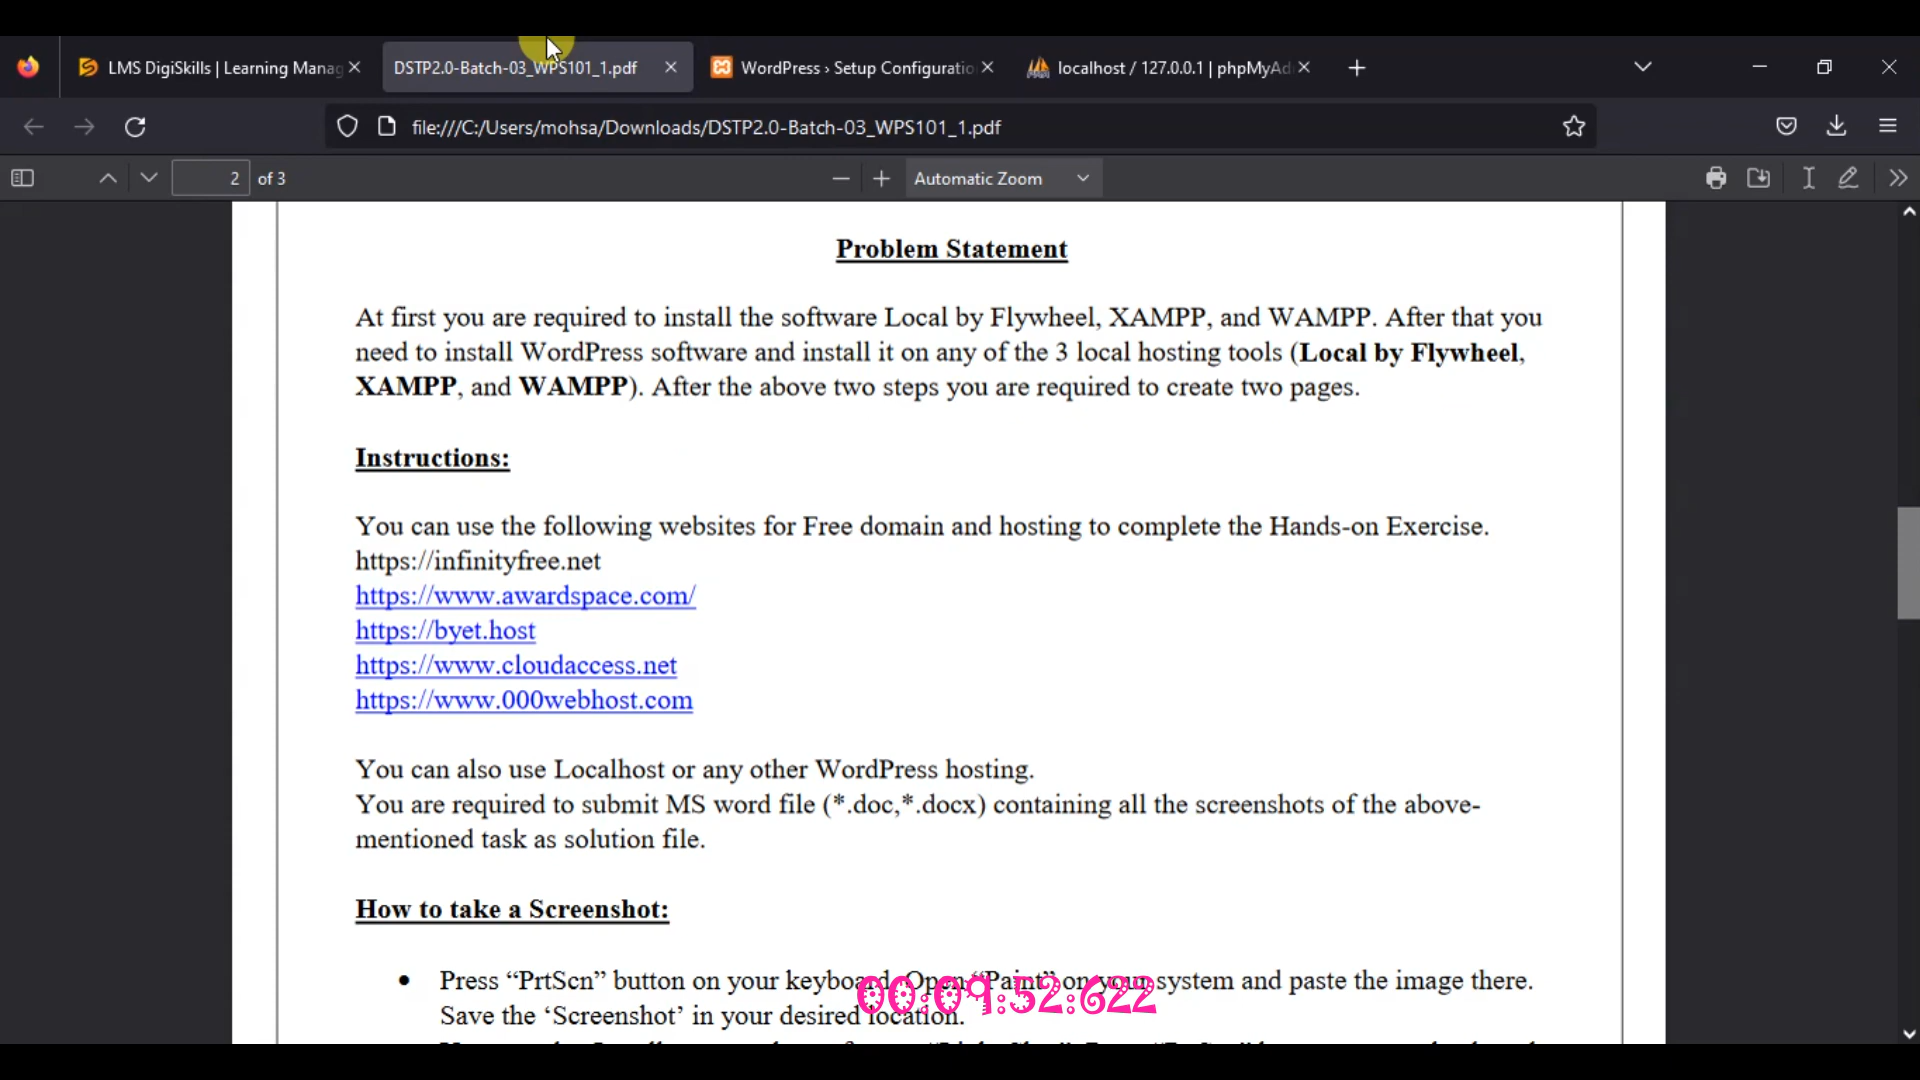 LMS DigiSkills | Learning Manag
DSTP2.0-Batch-03_WPS101_1.pdf
WordPress › Setup Configuratio
localhost / 127.0.0.1 | phpMyAd
file:///C:/Users/mohsa/Downloads/DSTP2.0-Batch-03_WPS101_1.pdf
2 of 3
Automatic Zoom
Problem Statement
At first you are required to install the software Local by Flywheel, XAMPP, and WAMPP. After that you
need to install WordPress software and install it on any of the 3 local hosting tools (Local by Flywheel,
XAMPP, and WAMPP). After the above two steps you are required to create two pages.
Instructions:
You can use the following websites for Free domain and hosting to complete the Hands-on Exercise.
https://infinityfree.net
https://www.awardspace.com/
https://byet.host
https://www.cloudaccess.net
https://www.000webhost.com
You can also use Localhost or any other WordPress hosting.
You are required to submit MS word file (*.doc,*.docx) containing all the screenshots of the above-
mentioned task as solution file.
How to take a Screenshot:
• Press “PrtScn” button on your keyboard. Open “Paint” on your system and paste the image there.
Save the ‘Screenshot’ in your desired location.
00:09:52:622